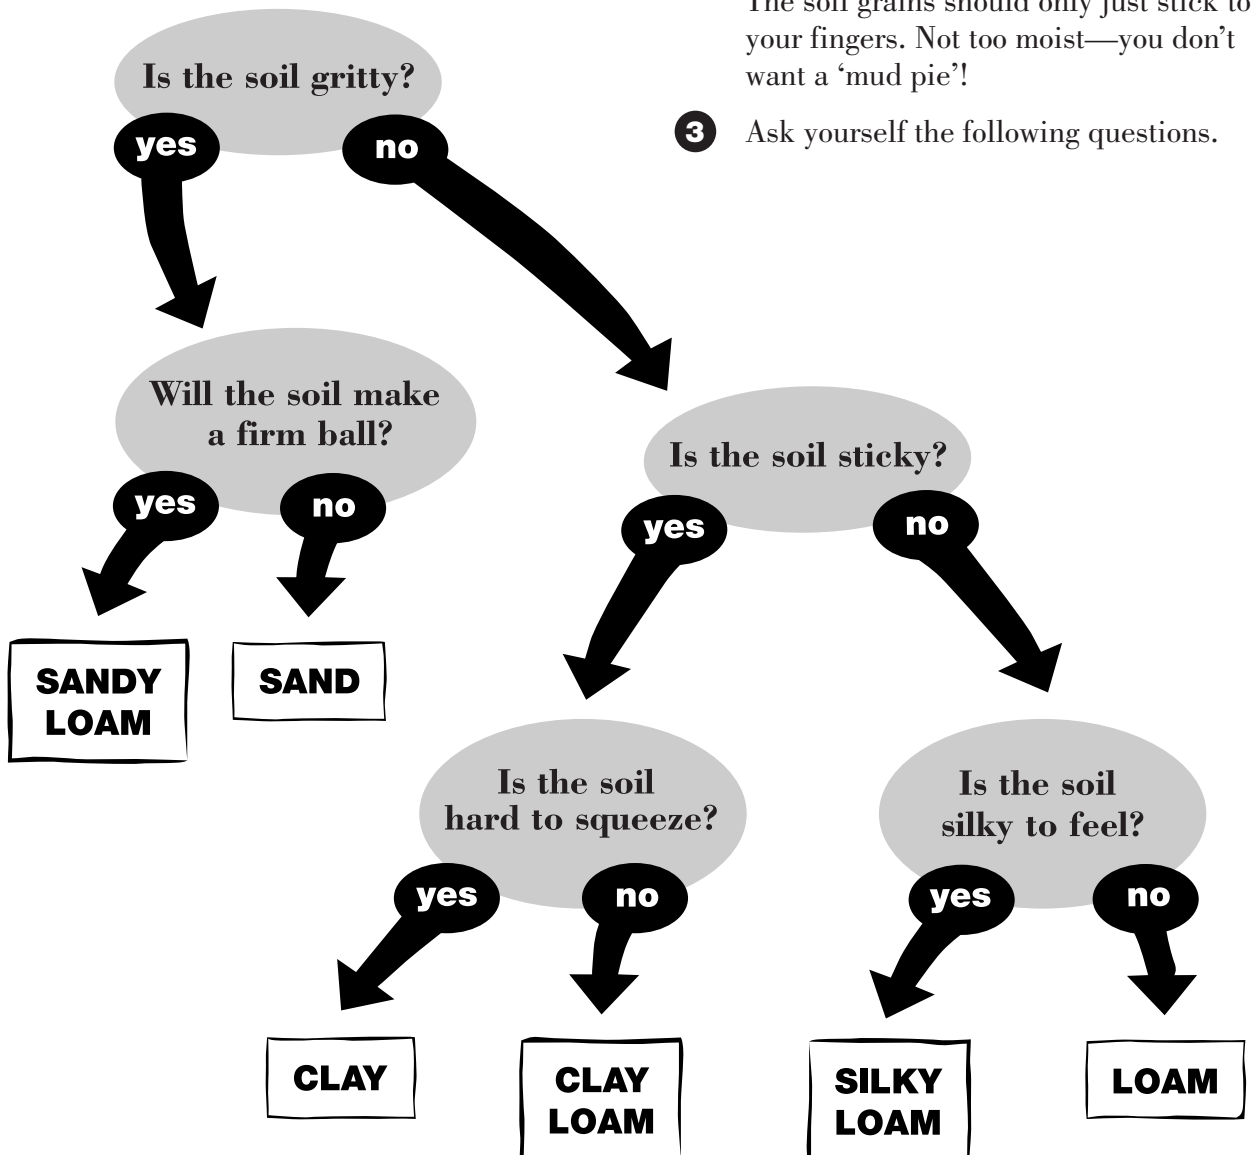 The soil grains should only just stick to
your fingers. Not too moist—you don’t
want a ‘mud pie’!
3 Ask yourself the following questions.
Is the soil gritty?
yes
no
Will the soil make
a firm ball?
yes
no
SANDY
LOAM
SAND
Is the soil sticky?
yes
no
Is the soil
hard to squeeze?
yes
no
CLAY
CLAY
LOAM
Is the soil
silky to feel?
yes
no
SILKY
LOAM
LOAM